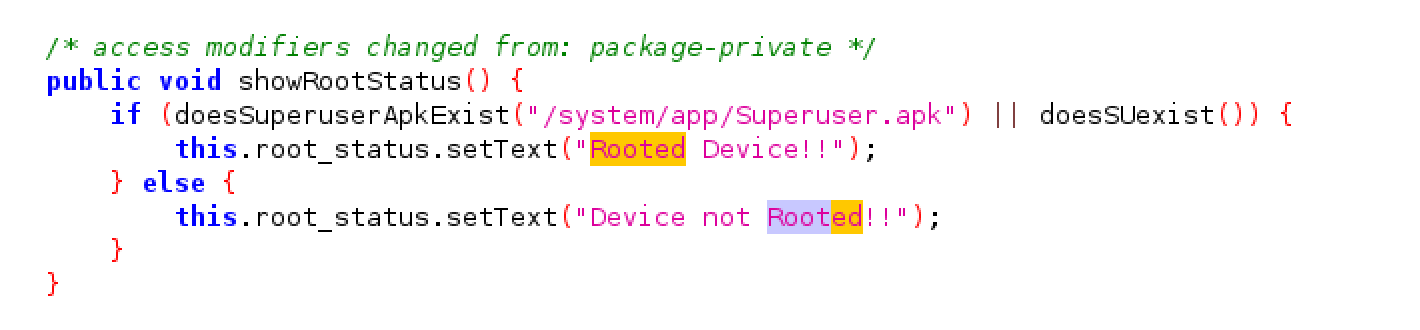 /* access modifiers changed from: package-private */
public void showRootStatus() {
    if (doesSuperuserApkExist("/system/app/Superuser.apk") || doesSUexist()) {
        this.root_status.setText("Rooted Device!!");
    } else {
        this.root_status.setText("Device not Rooted!!");
    }
}